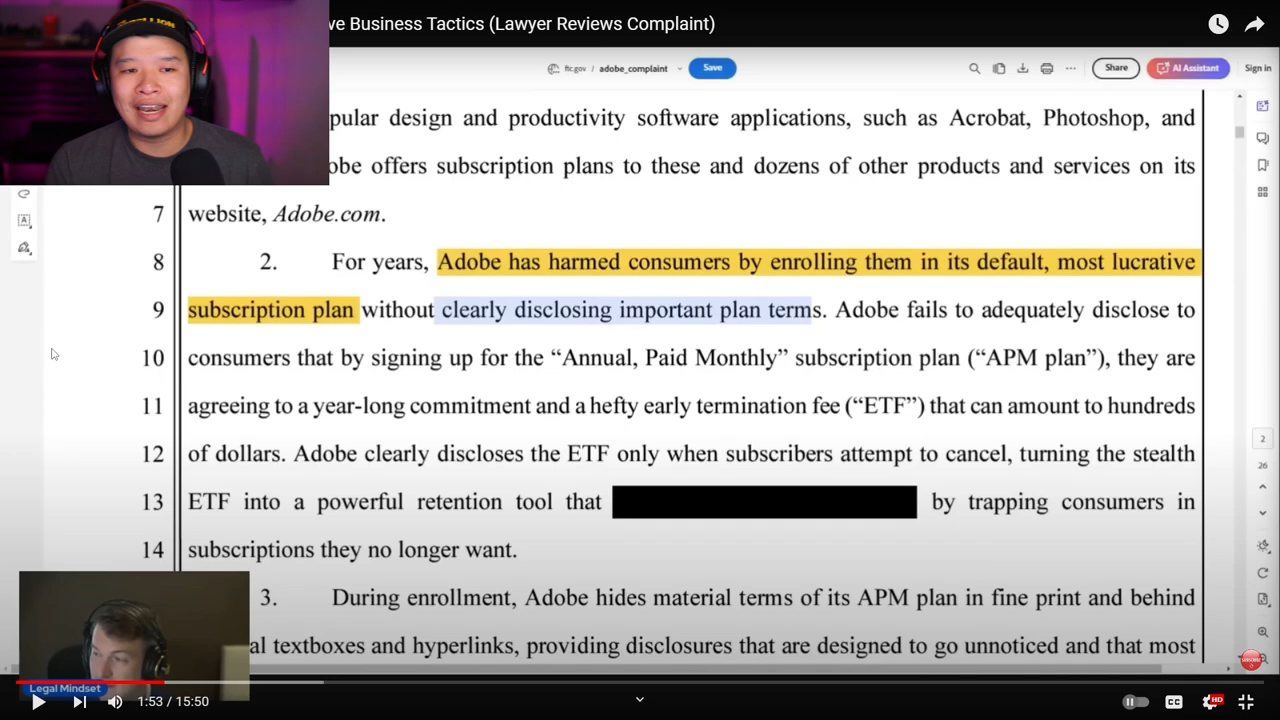 ve Business Tactics (Lawyer Reviews Complaint)
ftc.gov / adobe_complaint
Save
Share
AI Assistant
Sign in
pular design and productivity software applications, such as Acrobat, Photoshop, and
obe offers subscription plans to these and dozens of other products and services on its
7 website, Adobe.com.
8 2. For years, Adobe has harmed consumers by enrolling them in its default, most lucrative
9 subscription plan without clearly disclosing important plan terms. Adobe fails to adequately disclose to
10 consumers that by signing up for the “Annual, Paid Monthly” subscription plan (“APM plan”), they are
11 agreeing to a year-long commitment and a hefty early termination fee (“ETF”) that can amount to hundreds
12 of dollars. Adobe clearly discloses the ETF only when subscribers attempt to cancel, turning the stealth
13 ETF into a powerful retention tool that by trapping consumers in
14 subscriptions they no longer want.
3. During enrollment, Adobe hides material terms of its APM plan in fine print and behind
al textboxes and hyperlinks, providing disclosures that are designed to go unnoticed and that most
2
26
Legal Mindset
1:53 / 15:50
CC
HD